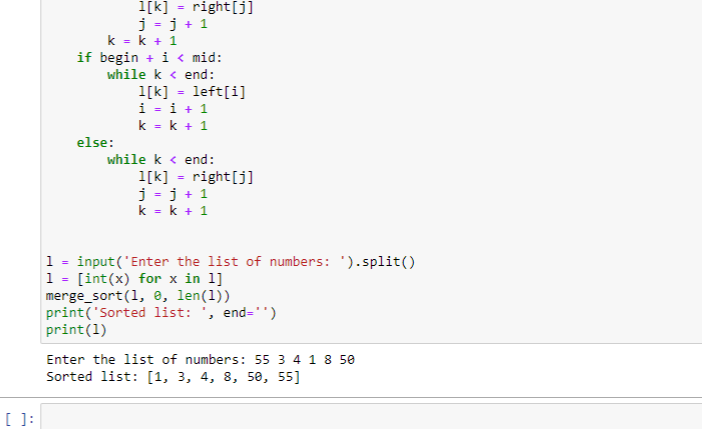 l[k] = right[j]
            j = j + 1
        k = k + 1
    if begin + i < mid:
        while k < end:
            l[k] = left[i]
            i = i + 1
            k = k + 1
    else:
        while k < end:
            l[k] = right[j]
            j = j + 1
            k = k + 1
l = input('Enter the list of numbers: ').split()
l = [int(x) for x in l]
merge_sort(l, 0, len(l))
print('Sorted list: ', end='')
print(l)
Enter the list of numbers: 55 3 4 1 8 50
Sorted list: [1, 3, 4, 8, 50, 55]
[ ]: